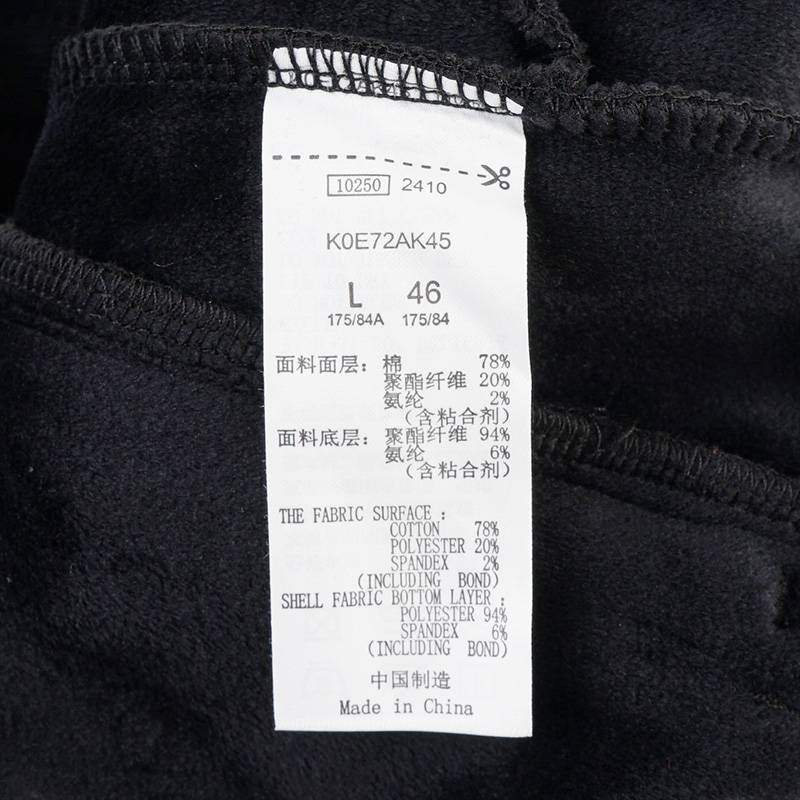 10250 2410
K0E72AK45
L 46
175/84A 175/84
面料面层：棉 78%
聚酯纤维 20%
氨纶 2%
（含粘合剂）
面料底层：聚酯纤维 94%
氨纶 6%
（含粘合剂）
THE FABRIC SURFACE :
COTTON 78%
POLYESTER 20%
SPANDEX 2%
(INCLUDING BOND)
SHELL FABRIC BOTTOM LAYER :
POLYESTER 94%
SPANDEX 6%
(INCLUDING BOND)
中国制造
Made in China